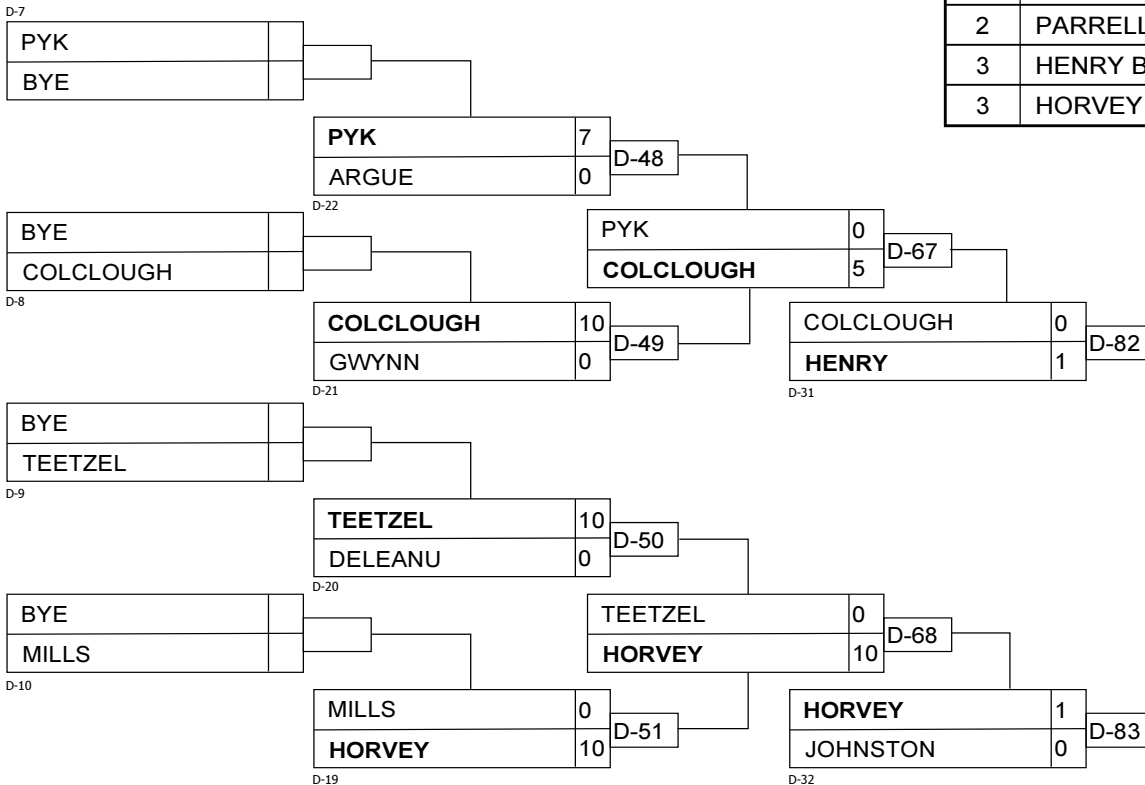 D-7
PYK
BYE
2 PARRELL
3 HENRY B
3 HORVEY
PYK 7
ARGUE 0
D-48
D-22
BYE
COLCLOUGH
D-8
PYK 0
COLCLOUGH 5
D-67
COLCLOUGH 10
GWYNN 0
D-49
D-21
COLCLOUGH 0
HENRY 1
D-82
D-31
BYE
TEETZEL
D-9
TEETZEL 10
DELEANU 0
D-50
D-20
BYE
MILLS
D-10
TEETZEL 0
HORVEY 10
D-68
MILLS 0
HORVEY 10
D-51
D-19
HORVEY 1
JOHNSTON 0
D-83
D-32